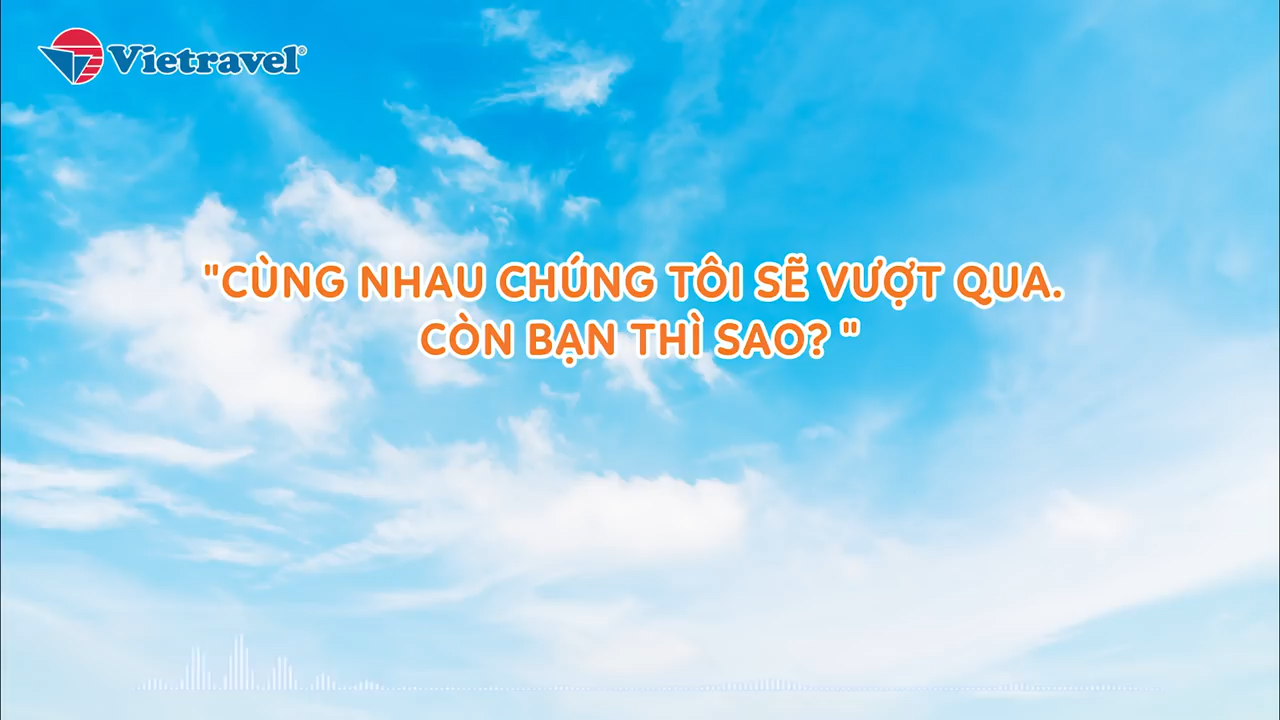 Vietravel®
"CÙNG NHAU CHÚNG TÔI SẼ VƯỢT QUA.
CÒN BẠN THÌ SAO? "